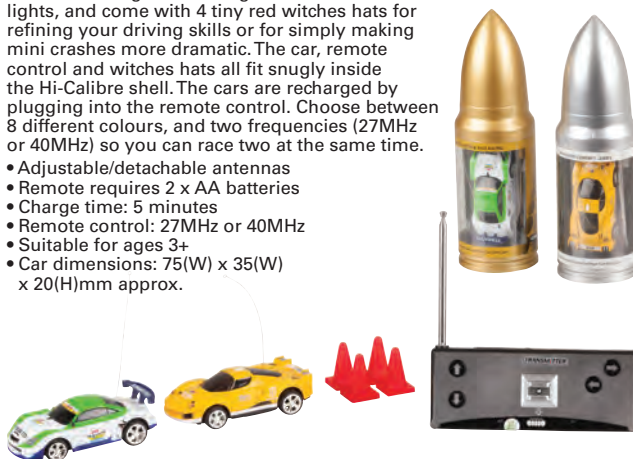 lights, and come with 4 tiny red witches hats for
refining your driving skills or for simply making
mini crashes more dramatic. The car, remote
control and witches hats all fit snugly inside
the Hi-Calibre shell. The cars are recharged by
plugging into the remote control. Choose between
8 different colours, and two frequencies (27MHz
or 40MHz) so you can race two at the same time.
• Adjustable/detachable antennas
• Remote requires 2 x AA batteries
• Charge time: 5 minutes
• Remote control: 27MHz or 40MHz
• Suitable for ages 3+
• Car dimensions: 75(W) x 35(W)
x 20(H)mm approx.
TRANSMITTER